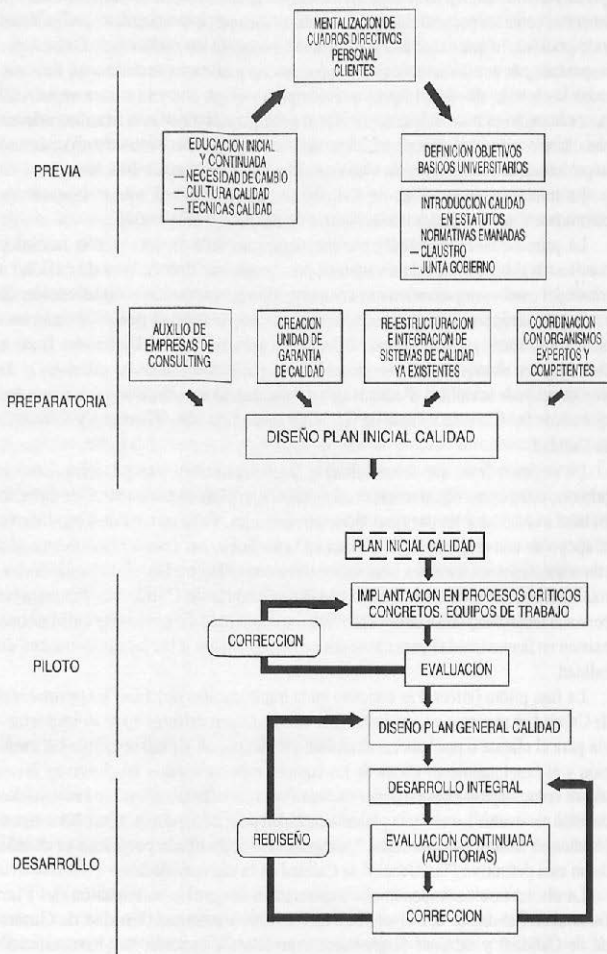 MENTALIZACION DE
CUADROS DIRECTIVOS
PERSONAL
CLIENTES
PREVIA
EDUCACION INICIAL
Y CONTINUADA
— NECESIDAD DE CAMBIO
— CULTURA CALIDAD
— TECNICAS CALIDAD
DEFINICION OBJETIVOS
BASICOS UNIVERSITARIOS
INTRODUCCION CALIDAD
EN ESTATUTOS
NORMATIVAS EMANADAS
— CLAUSTRO
— JUNTA GOBIERNO
AUXILIO DE
EMPRESAS DE
CONSULTING
CREACION
UNIDAD DE
GARANTIA
DE CALIDAD
RE-ESTRUCTURACION
E INTEGRACION DE
SISTEMAS DE CALIDAD
YA EXISTENTES
COORDINACION
CON ORGANISMOS
EXPERTOS Y
COMPETENTES
PREPARATORIA
DISEÑO PLAN INICIAL CALIDAD
PLAN INICIAL CALIDAD
IMPLANTACION EN PROCESOS CRITICOS
CONCRETOS. EQUIPOS DE TRABAJO
CORRECCION
PILOTO
EVALUACION
DISEÑO PLAN GENERAL CALIDAD
DESARROLLO INTEGRAL
REDISEÑO
EVALUACION CONTINUADA
(AUDITORIAS)
DESARROLLO
CORRECCION